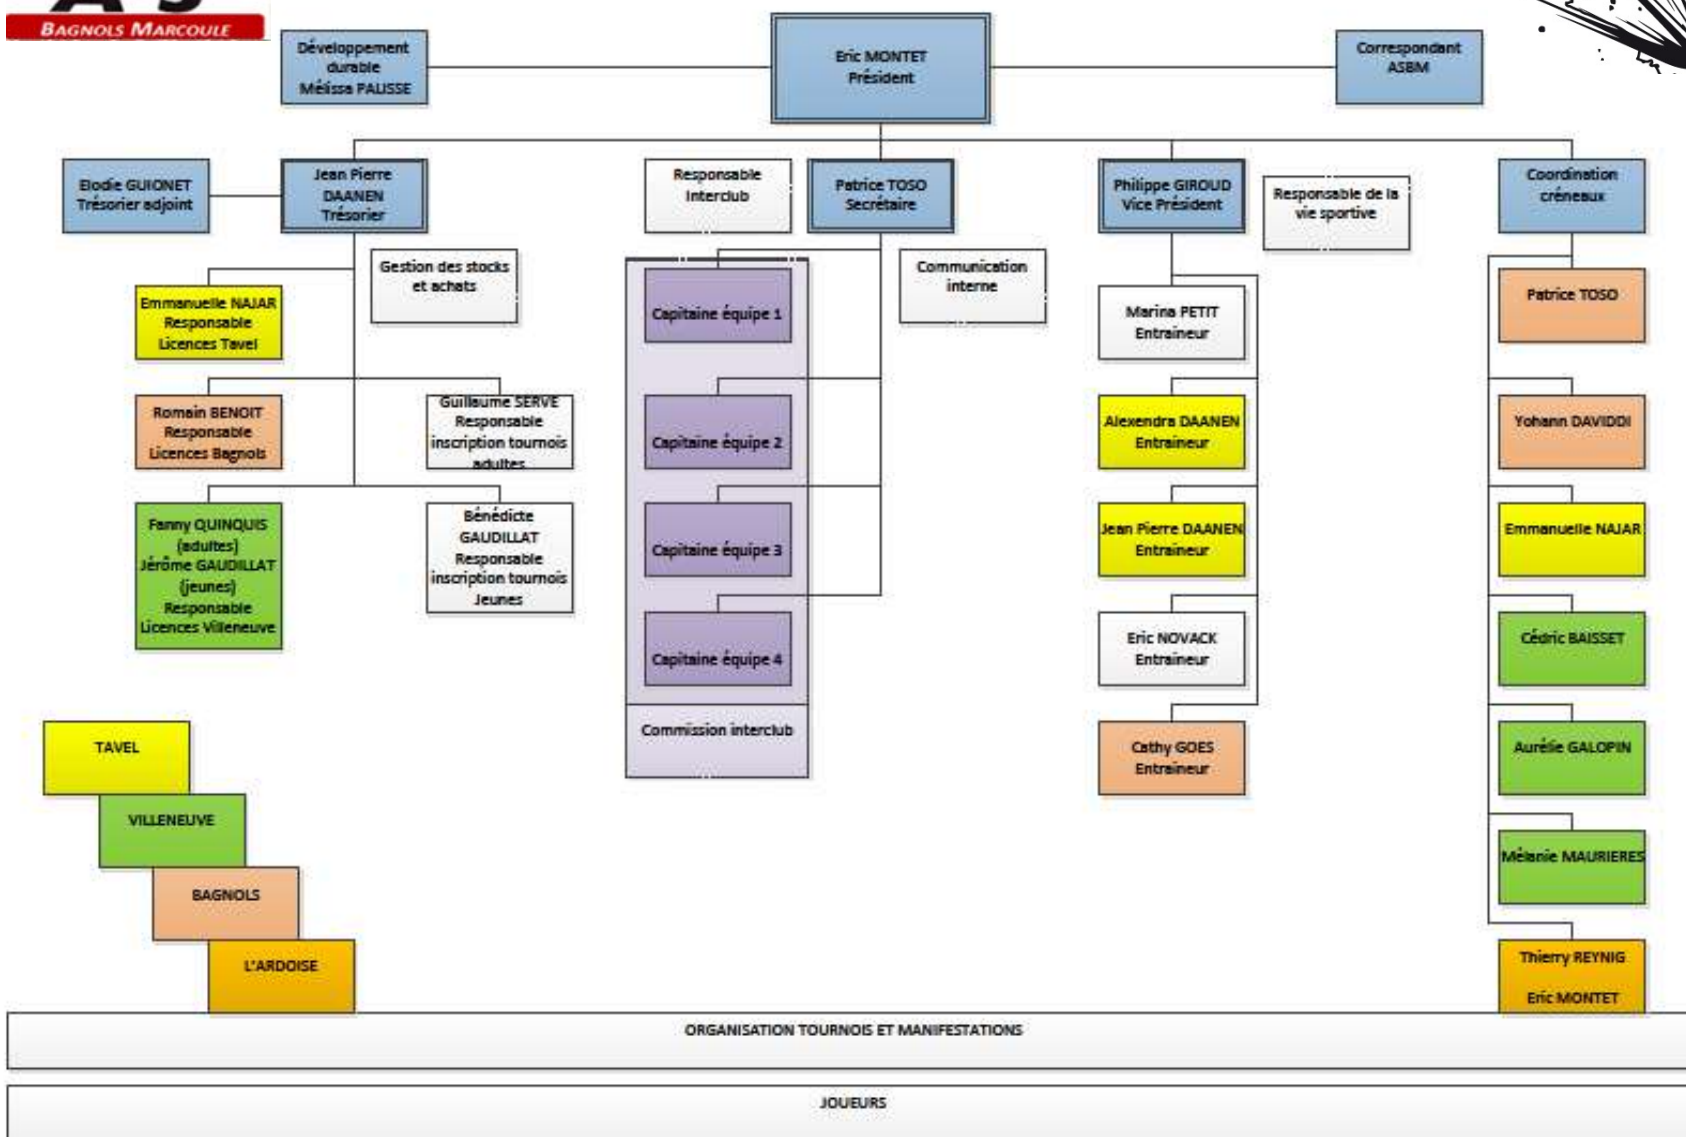 BAGNOLS MARCOULE
Développement
durable
Mélissa PALISSE
Eric MONTET
Président
Correspondant
ASBM
Elodie GUIONET
Trésorier adjoint
Jean Pierre
DAANEN
Trésorier
Responsable
Interclub
Patrice TOSO
Secrétaire
Philippe GIROUD
Vice Président
Responsable de la
vie sportive
Coordination
créneaux
Gestion des stocks
et achats
Communication
interne
Emmanuelle NAJAR
Responsable
Licences Tavel
Romain BENOIT
Responsable
Licences Bagnols
Guillaume SERVE
Responsable
inscription tournois
adultes
Fanny QUINQUIS
(adultes)
Jérôme GAUDILLAT
(jeunes)
Responsable
Licences Villeneuve
Bénédicte
GAUDILLAT
Responsable
inscription tournois
Jeunes
Capitaine équipe 1
Capitaine équipe 2
Capitaine équipe 3
Capitaine équipe 4
Commission interclub
Marina PETIT
Entraineur
Alexendra DAANEN
Entraineur
Jean Pierre DAANEN
Entraineur
Eric NOVACK
Entraineur
Cathy GOES
Entraineur
Patrice TOSO
Yohann DAVIDDI
Emmanuelle NAJAR
Cédric BAISSET
Aurélie GALOPIN
Mélanie MAURIERES
Thierry REYNIG
Eric MONTET
TAVEL
VILLENEUVE
BAGNOLS
L'ARDOISE
ORGANISATION TOURNOIS ET MANIFESTATIONS
JOUEURS